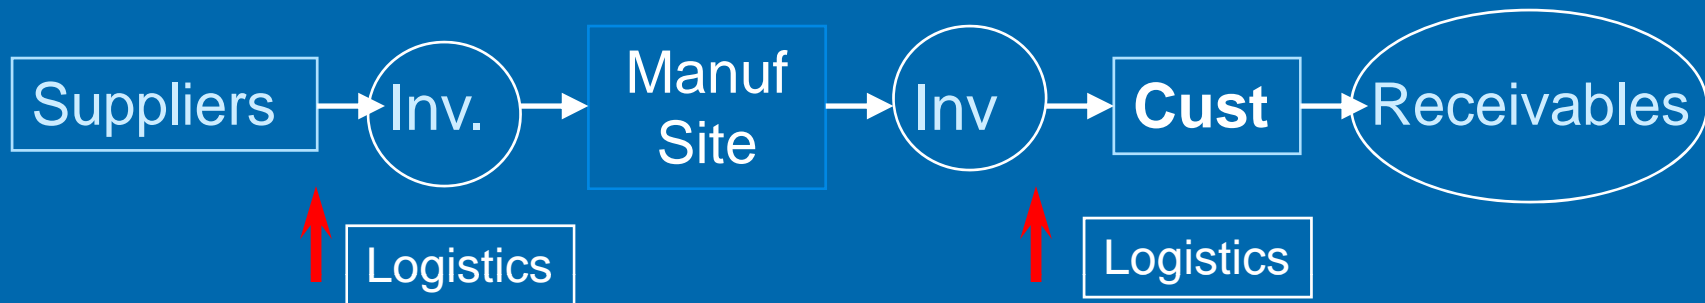 Suppliers
Inv.
Manuf
Site
Inv
Cust
Receivables
Logistics
Logistics